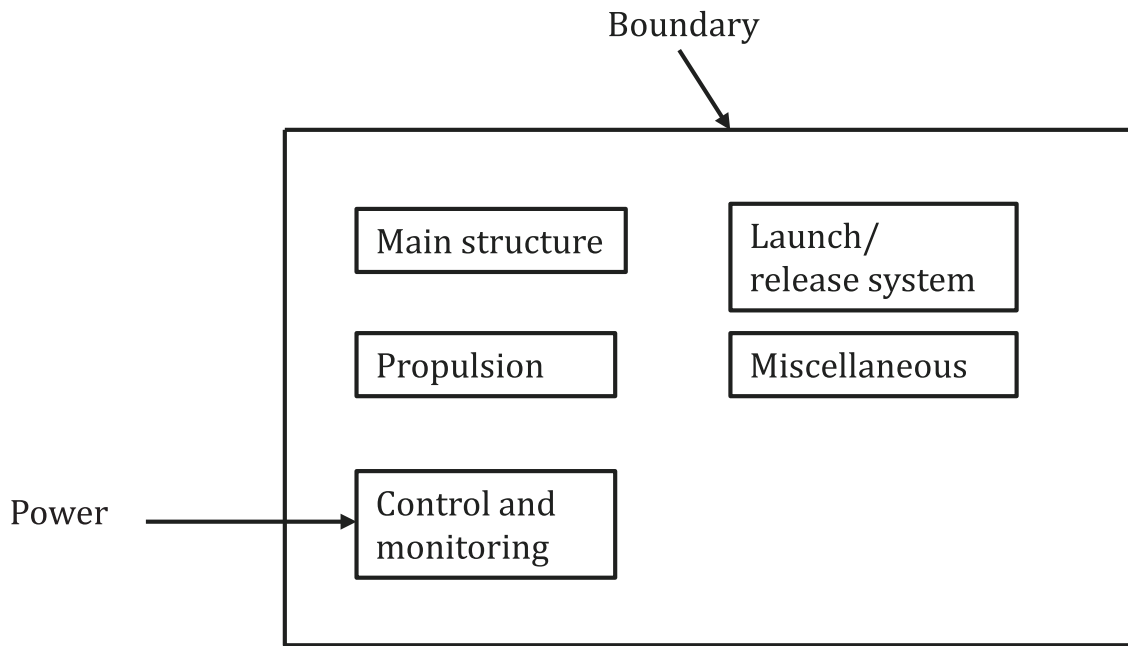 Boundary
Main structure
Launch/
release system
Propulsion
Miscellaneous
Power
Control and
monitoring